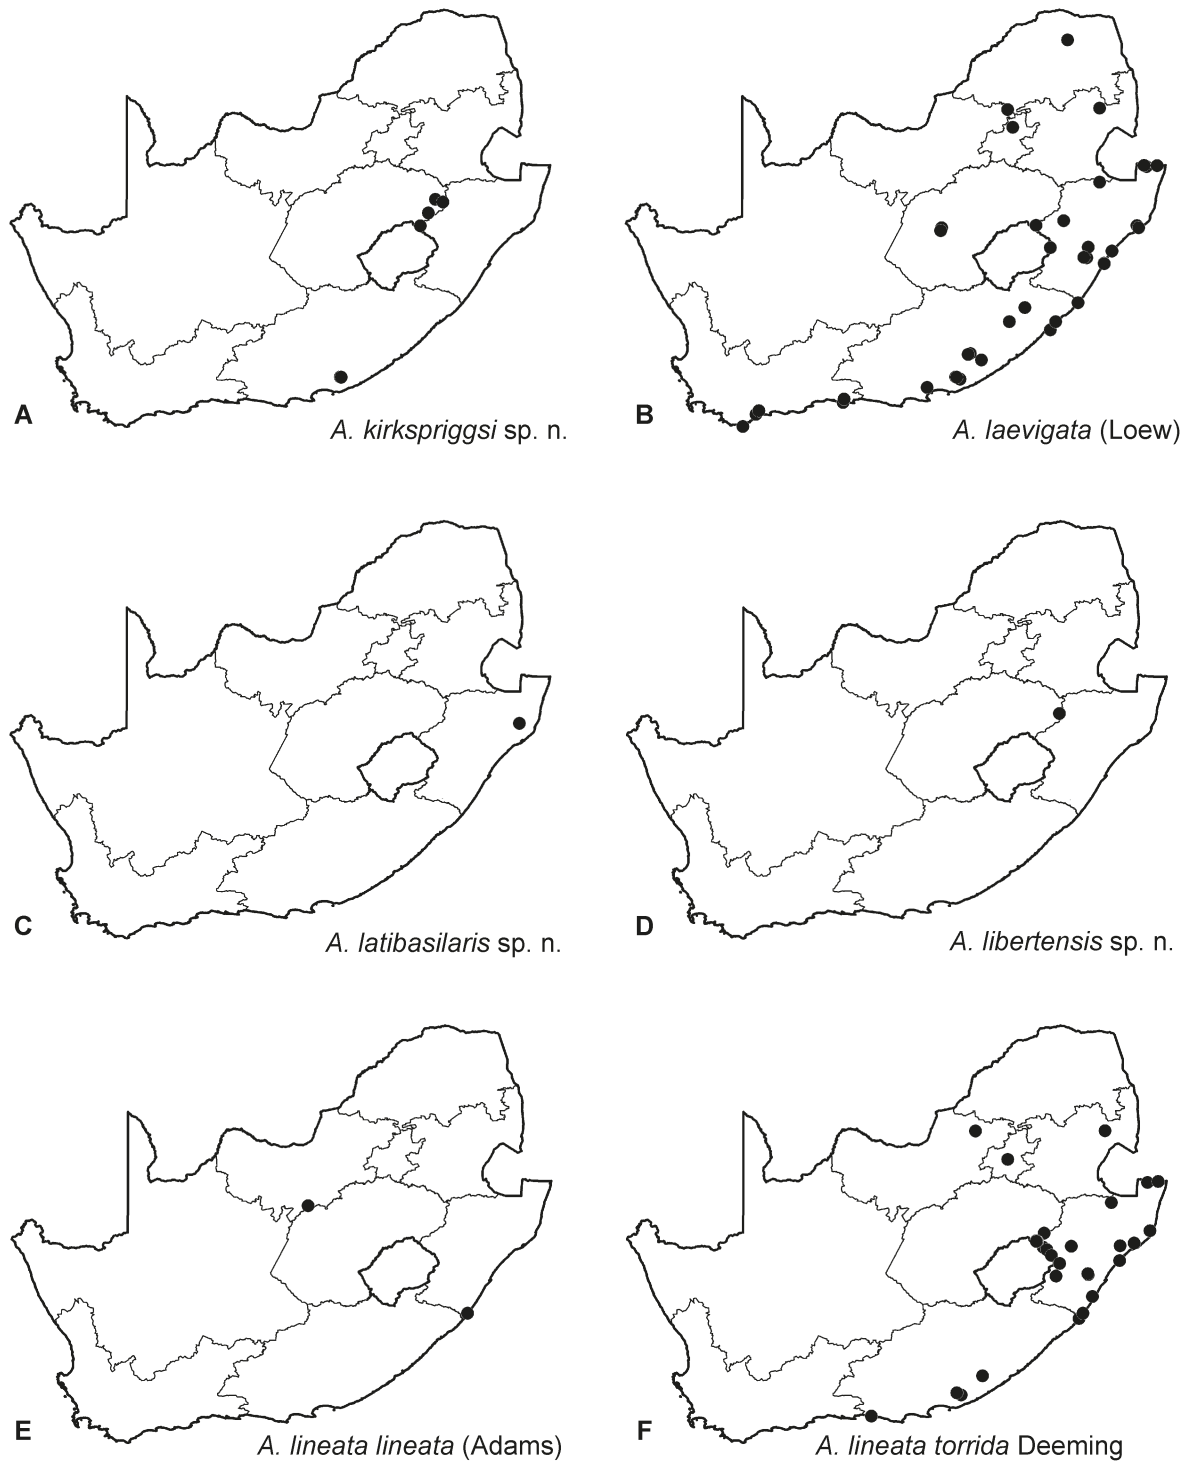 A
A. kirkspriggsi sp. n.
B
A. laevigata (Loew)
C
A. latibasilaris sp. n.
D
A. libertensis sp. n.
E
A. lineata lineata (Adams)
F
A. lineata torrida Deeming